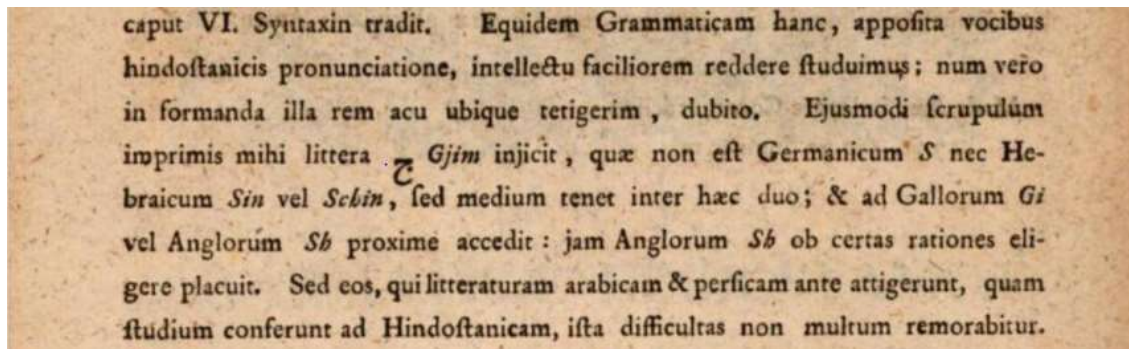 caput VI. Syntaxin tradit. Equidem Grammaticam hanc, appoſita vocibus
hindoſtanicis pronunciatione, intellectu faciliorem reddere ſtuduimus; num vero
in formanda illa rem acu ubique tetigerim, dubito. Ejusmodi ſcrupulúm
imprimis mihi littera ج Gjim injicit, quæ non eſt Germanicum S nec He-
braicum Sin vel Schin, ſed medium tenet inter hæc duo; & ad Gallorum Gi
vel Anglorúm Sh proxime accedit: jam Anglorum Sh ob certas rationes eli-
gere placuit. Sed eos, qui litteraturam arabicam & perſicam ante attigerunt, quam
ſtudium conferunt ad Hindoſtanicam, iſta difficultas non multum remorabitur.